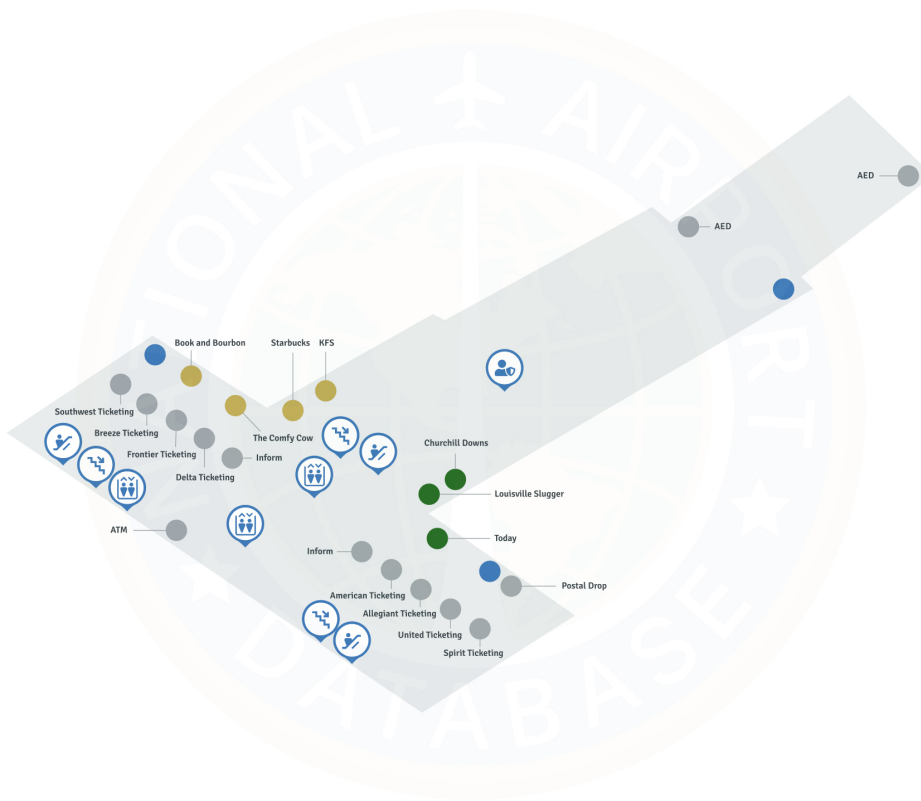 NATIONAL AIRPORT
DATABASE
AED
AED
Book and Bourbon
Starbucks
KFS
Southwest Ticketing
Breeze Ticketing
The Comfy Cow
Frontier Ticketing
Inform
Delta Ticketing
Churchill Downs
Louisville Slugger
ATM
Today
Inform
Postal Drop
American Ticketing
Allegiant Ticketing
United Ticketing
Spirit Ticketing